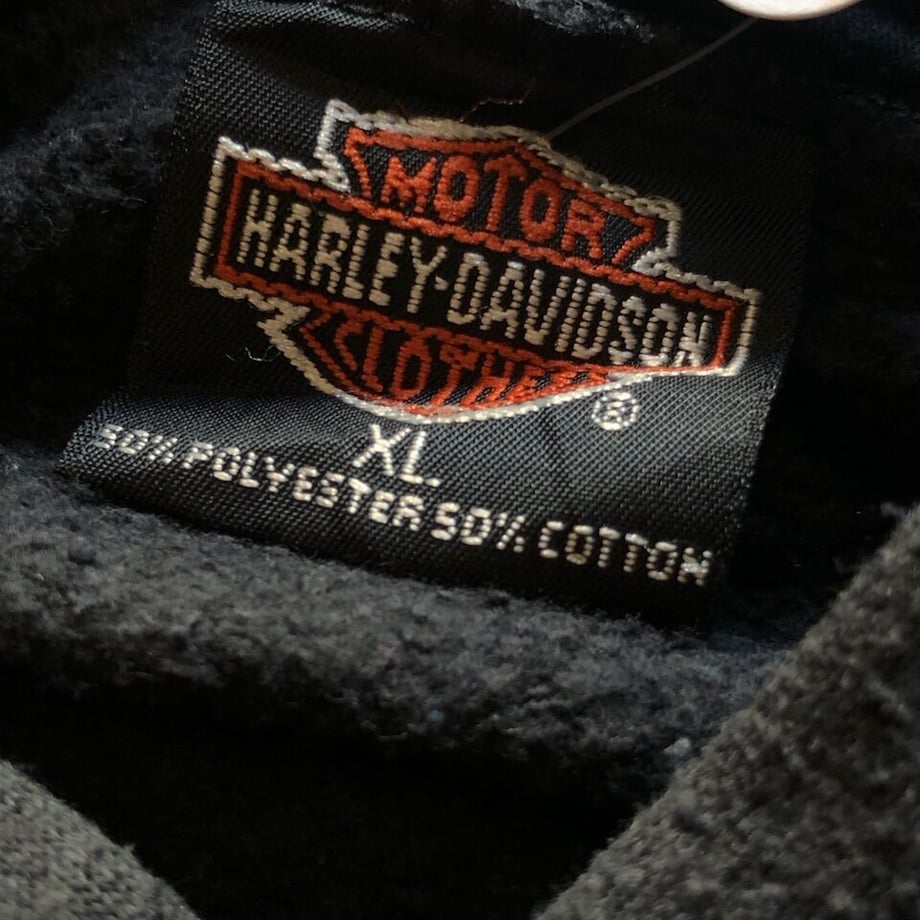 MOTOR
HARLEY-DAVIDSON
CLOTHES
®
XL
50% POLYESTER 50% COTTON